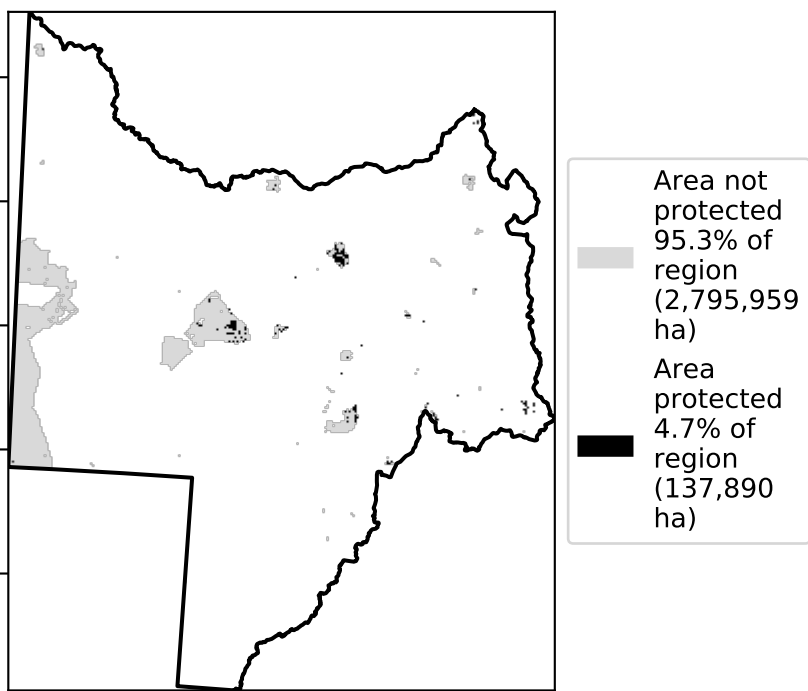 Area not
protected
95.3% of
region
(2,795,959
ha)
Area
protected
4.7% of
region
(137,890
ha)